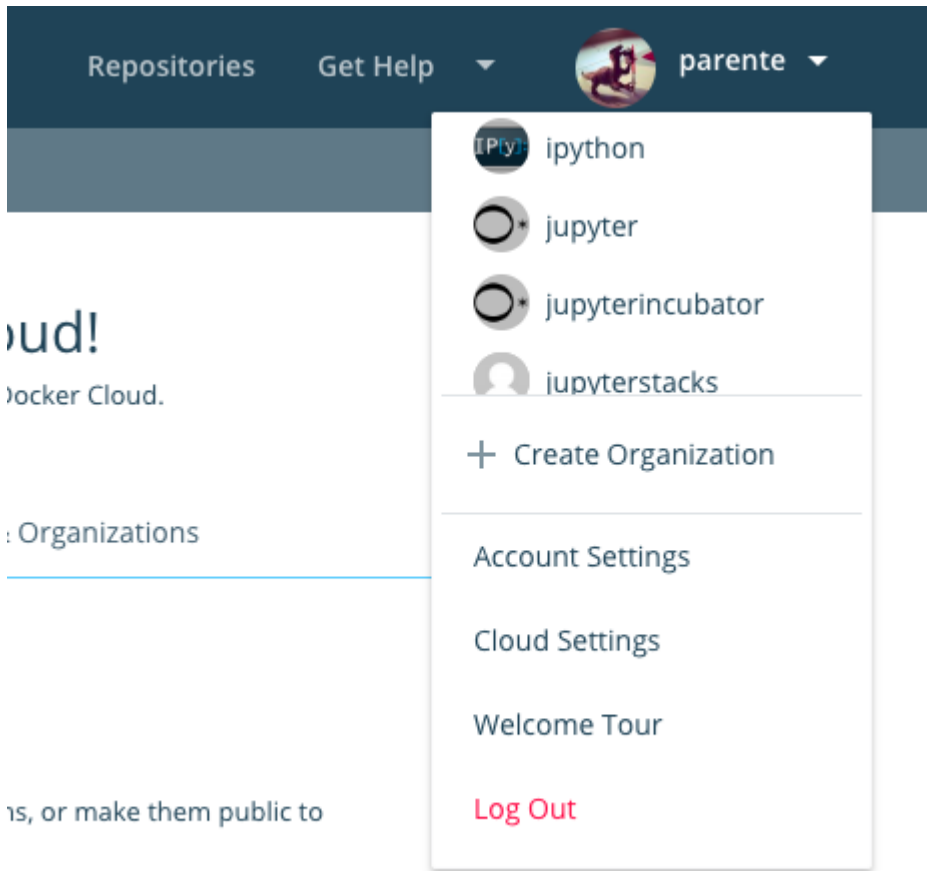 Repositories Get Help parente
IP[y]: ipython
jupyter
jupyterincubator
jupyterstacks
oud!
Docker Cloud.
Create Organization
& Organizations
Account Settings
Cloud Settings
Welcome Tour
ns, or make them public to
Log Out